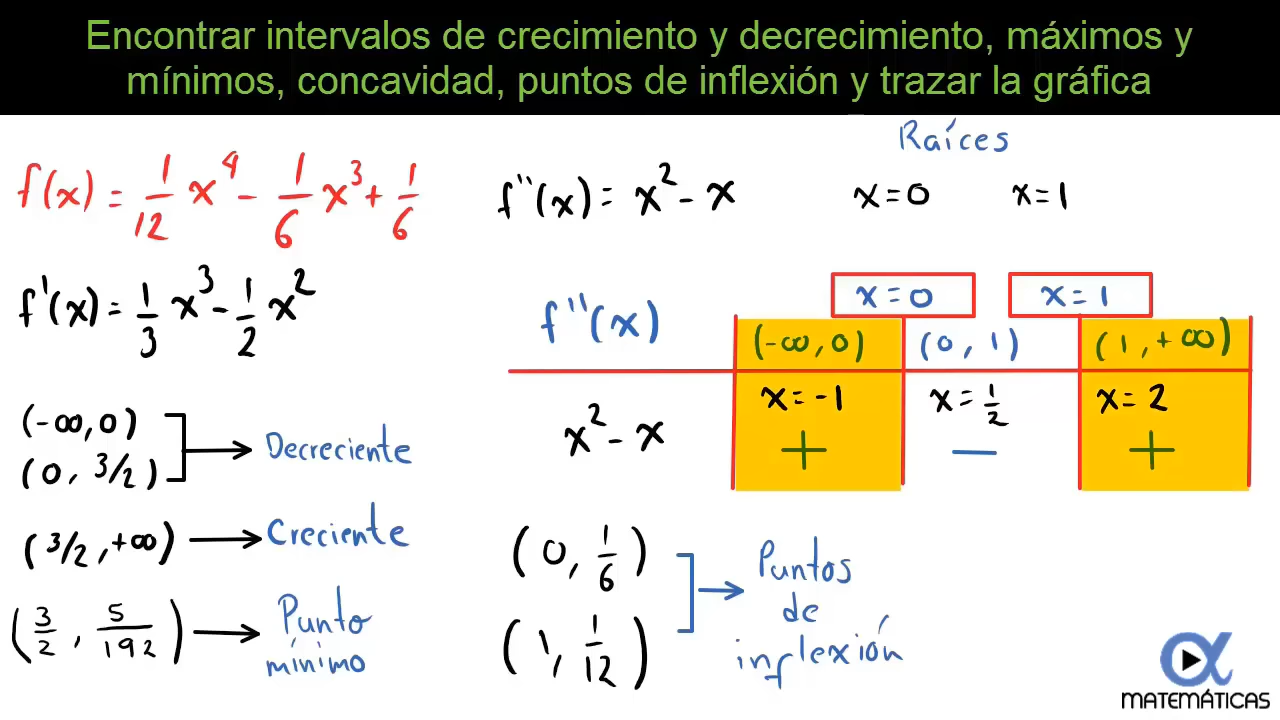 Encontrar intervalos de crecimiento y decrecimiento, máximos y
mínimos, concavidad, puntos de inflexión y trazar la gráfica
f(x) = 1/12 x⁴ - 1/6 x³ + 1/6
f'(x) = 1/3 x³ - 1/2 x²
(-∞, 0)
(0, 3/2)
Decreciente
(3/2, +∞) → Creciente
(3/2, 5/192) → Punto
mínimo
f''(x) = x² - x
Raíces
x = 0 x = 1
x = 0 x = 1
f''(x) (-∞, 0) (0, 1) (1, +∞)
x² - x x = -1 x = 1/2 x = 2
+ − +
(0, 1/6)
(1, 1/12)
Puntos
de
inflexión
MATEMÁTICAS